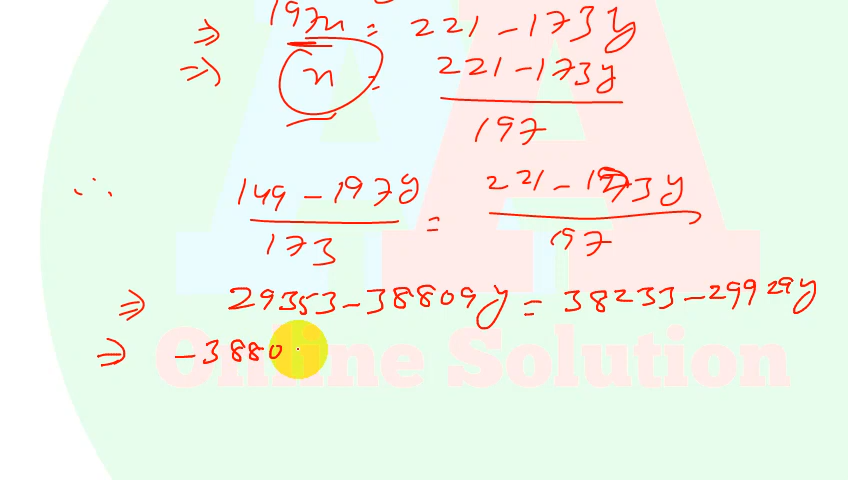 ⇒ 197x = 221 - 173y
⇒ x = 221 - 173y / 197
∴ 149 - 197y / 173 = 221 - 173y / 197
⇒ 29353 - 38809y = 38233 - 29929y
⇒ - 3880
Online Solution